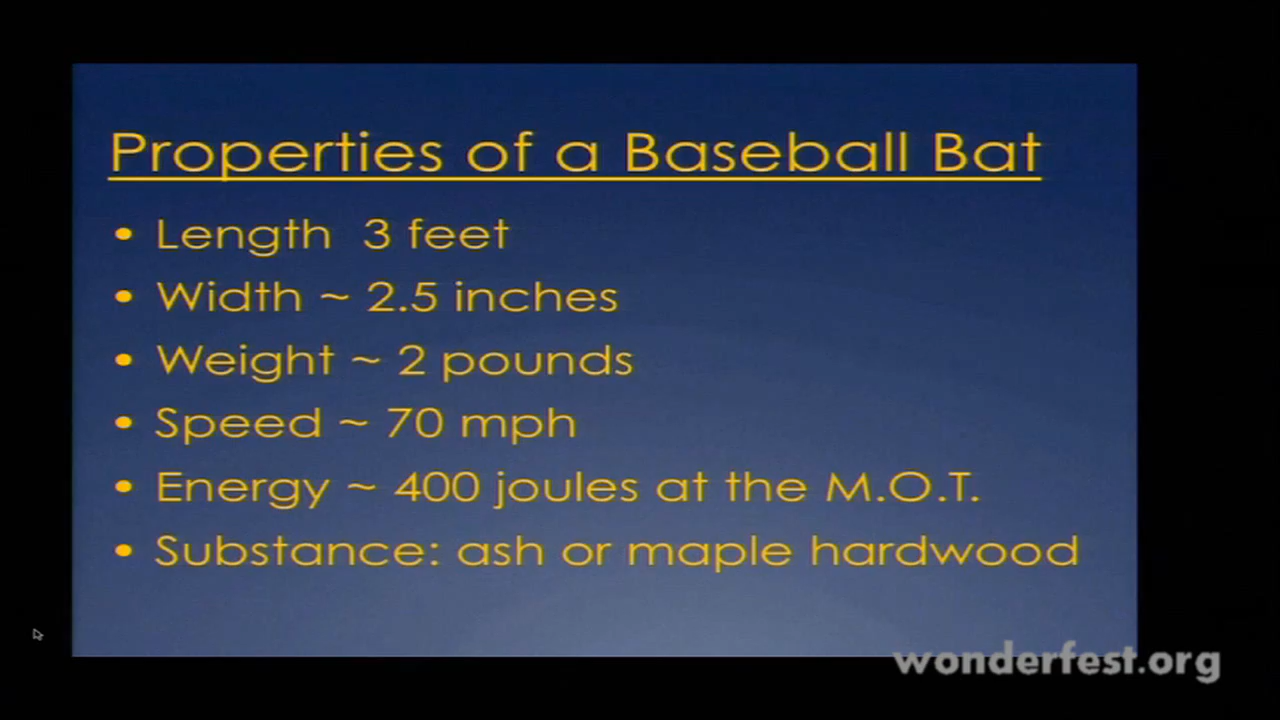 Properties of a Baseball Bat
• Length 3 feet
• Width ~ 2.5 inches
• Weight ~ 2 pounds
• Speed ~ 70 mph
• Energy ~ 400 joules at the M.O.T.
• Substance: ash or maple hardwood
wonderfest.org